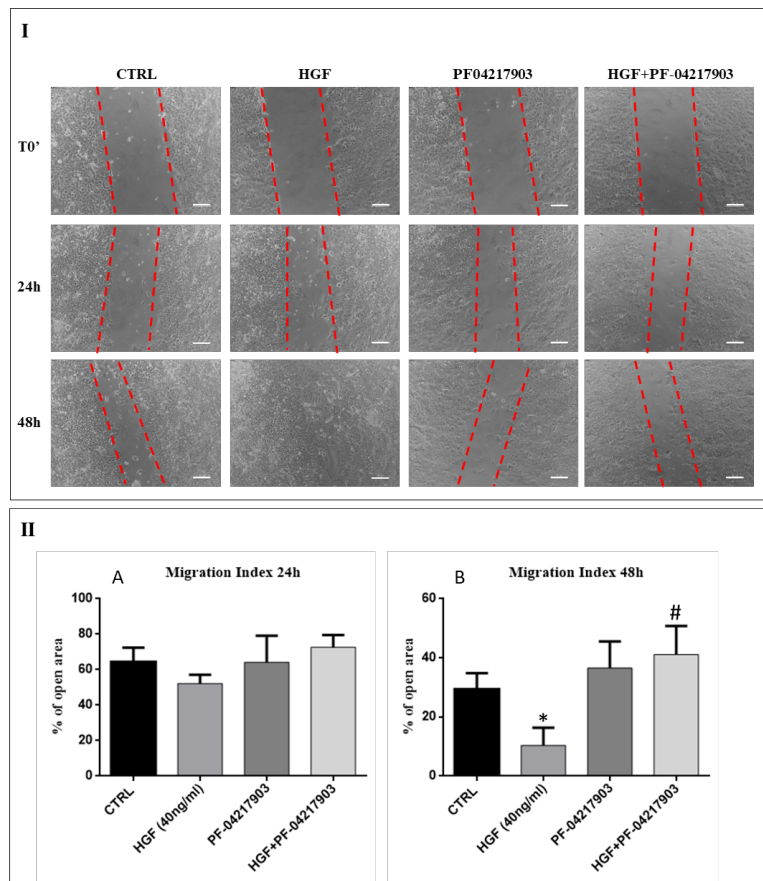 I
CTRL
HGF
PF04217903
HGF+PF-04217903
T0'
24h
48h
II
A
Migration Index 24h
% of open area
100
80
60
40
20
0
CTRL
HGF (40ng/ml)
PF-04217903
HGF+PF-04217903
B
Migration Index 48h
% of open area
60
40
20
0
*
#
CTRL
HGF (40ng/ml)
PF-04217903
HGF+PF-04217903